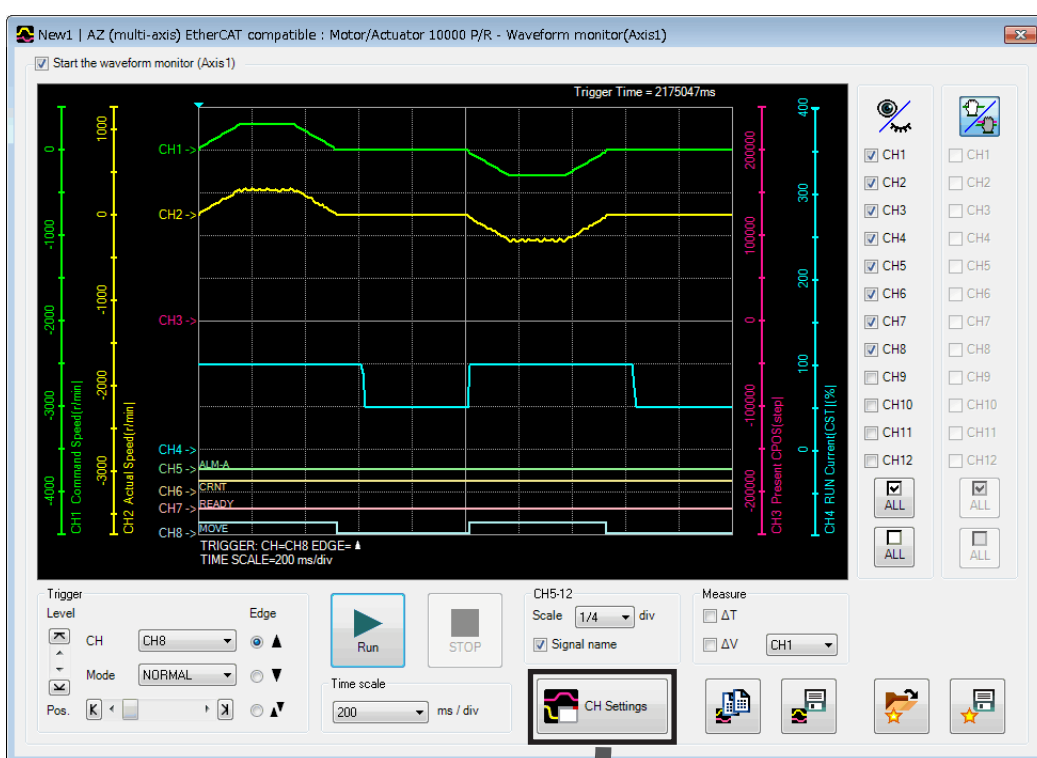 New1 | AZ (multi-axis) EtherCAT compatible : Motor/Actuator 10000 P/R - Waveform monitor(Axis1)
Start the waveform monitor (Axis1)
Trigger Time = 2175047ms
0
-1000
-2000
-3000
-4000
CH1 Command Speed[r/min]
1000
0
-1000
-2000
-3000
CH2 Actual Speed[r/min]
CH1->
CH2->
CH3->
CH4->
CH5->
CH6->
CH7->
CH8->
ALM-A
CRNT
READY
MOVE
TRIGGER: CH=CH8 EDGE=
TIME SCALE=200 ms/div
200000
100000
0
-100000
-200000
CH3 Present CPOS[step]
400
300
200
100
0
CH4 RUN Current[CST](%]
CH1 CH1
CH2 CH2
CH3 CH3
CH4 CH4
CH5 CH5
CH6 CH6
CH7 CH7
CH8 CH8
CH9 CH9
CH10 CH10
CH11 CH11
CH12 CH12
ALL ALL
ALL ALL
Trigger
Level Edge
CH CH8
Mode NORMAL
Pos.
Run
STOP
Time scale
200 ms / div
CH5-12
Scale 1/4 div
Signal name
Measure
ΔT
ΔV CH1
CH Settings